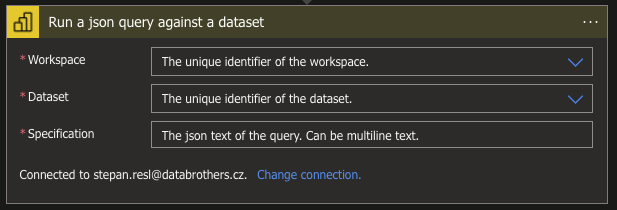 Run a json query against a dataset
* Workspace The unique identifier of the workspace.
* Dataset The unique identifier of the dataset.
* Specification The json text of the query. Can be multiline text.
Connected to stepan.resl@databrothers.cz. Change connection.